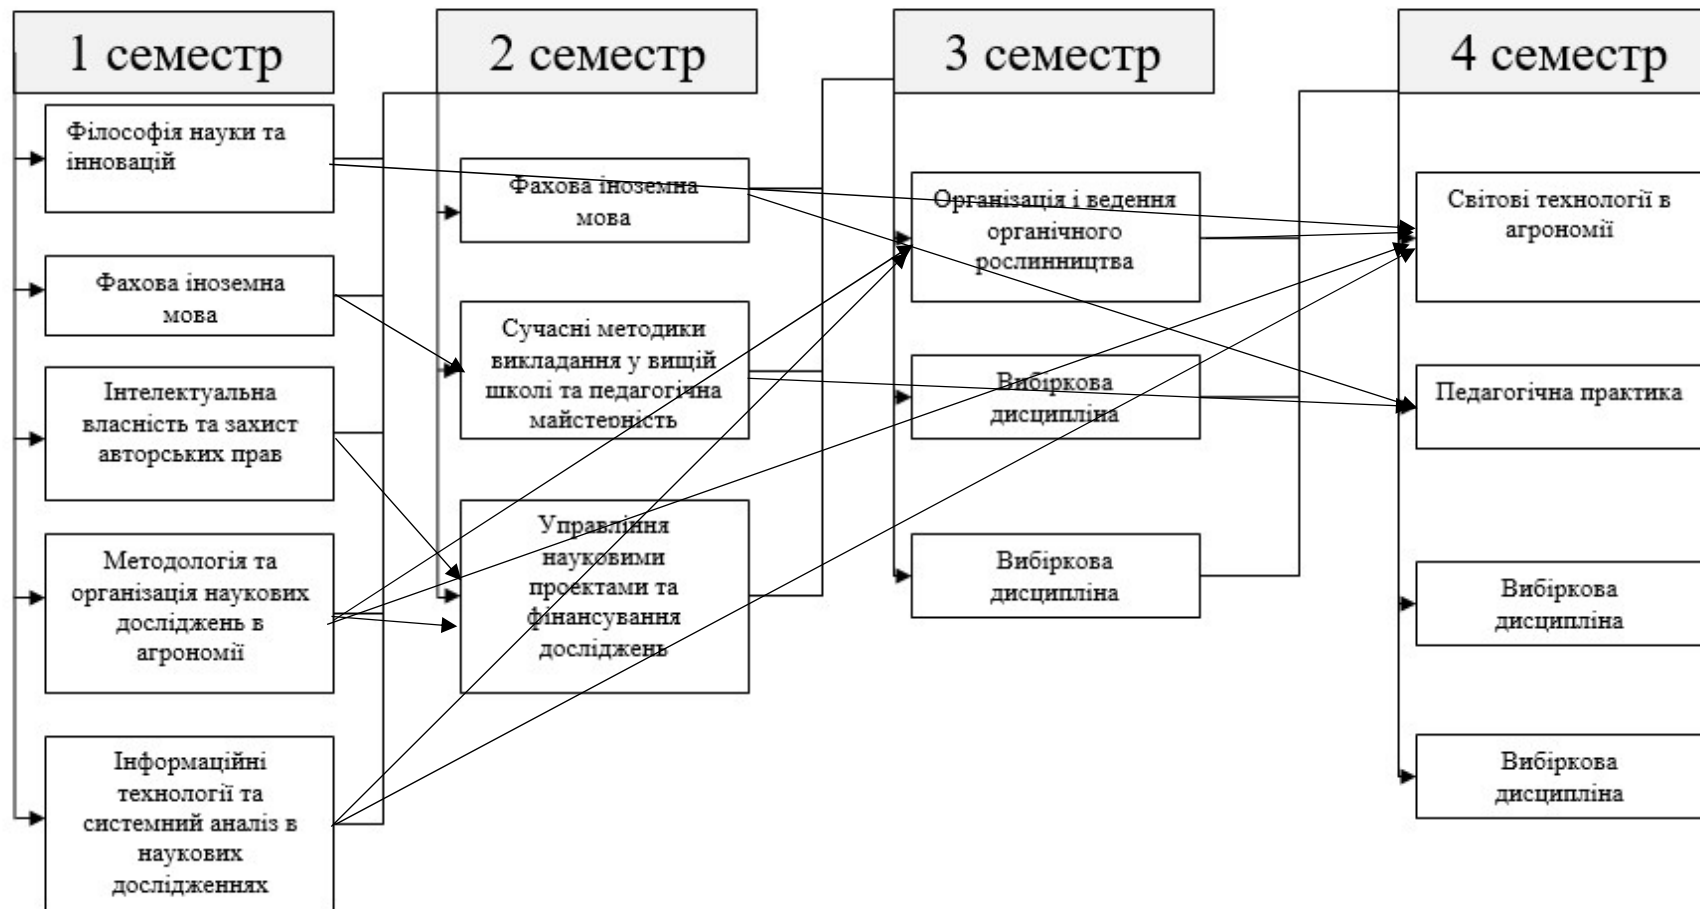 1 семестр
Філософія науки та
інновацій
Фахова іноземна
мова
Інтелектуальна
власність та захист
авторських прав
Методологія та
організація наукових
досліджень в
агрономії
Інформаційні
технології та
системний аналіз в
наукових
дослідженнях
2 семестр
Фахова іноземна
мова
Сучасні методики
викладання у вищій
школі та педагогічна
майстерність
Управління
науковими
проектами та
фінансування
досліджень
3 семестр
Організація і ведення
органічного
рослинництва
Вибіркова
дисципліна
Вибіркова
дисципліна
4 семестр
Світові технології в
агрономії
Педагогічна практика
Вибіркова
дисципліна
Вибіркова
дисципліна